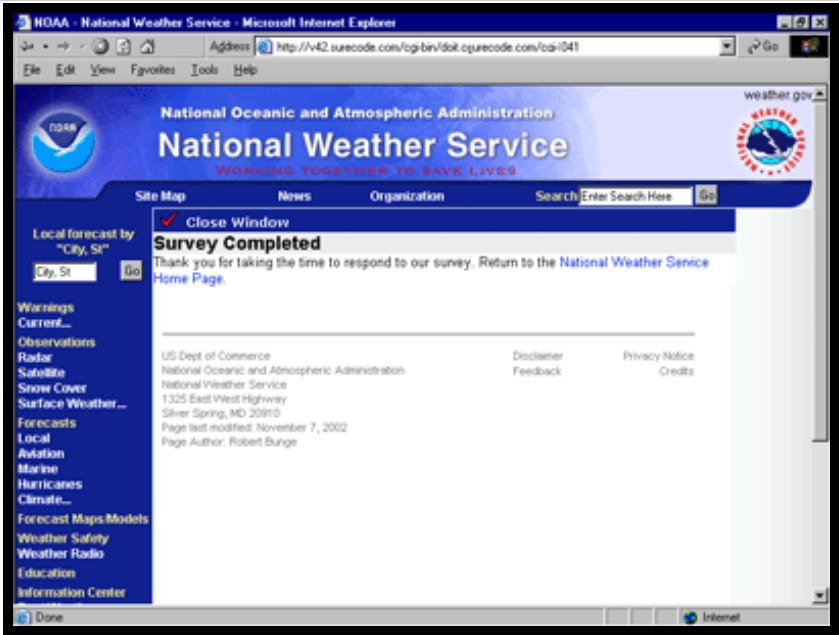 NOAA - National Weather Service - Microsoft Internet Explorer
Address http://v42.surecode.com/cgi-bin/doit.cgurecode.com/cgi-l041 Go
File Edit View Favorites Tools Help
weather.gov
NOAA
National Oceanic and Atmospheric Administration
National Weather Service
WORKING TOGETHER TO SAVE LIVES
NATIONAL WEATHER SERVICE
Site Map News Organization Search Enter Search Here Go
Local forecast by
"City, St"
City, St Go
Warnings
Current...
Observations
Radar
Satellite
Snow Cover
Surface Weather...
Forecasts
Local
Aviation
Marine
Hurricanes
Climate...
Forecast Maps/Models
Weather Safety
Weather Radio
Education
Information Center
Close Window
Survey Completed
Thank you for taking the time to respond to our survey. Return to the National Weather Service
Home Page.
US Dept of Commerce
National Oceanic and Atmospheric Administration
National Weather Service
1325 East West Highway
Silver Spring, MD 20910
Page last modified: November 7, 2002
Page Author: Robert Bunge
Disclaimer Privacy Notice
Feedback Credits
Done Internet